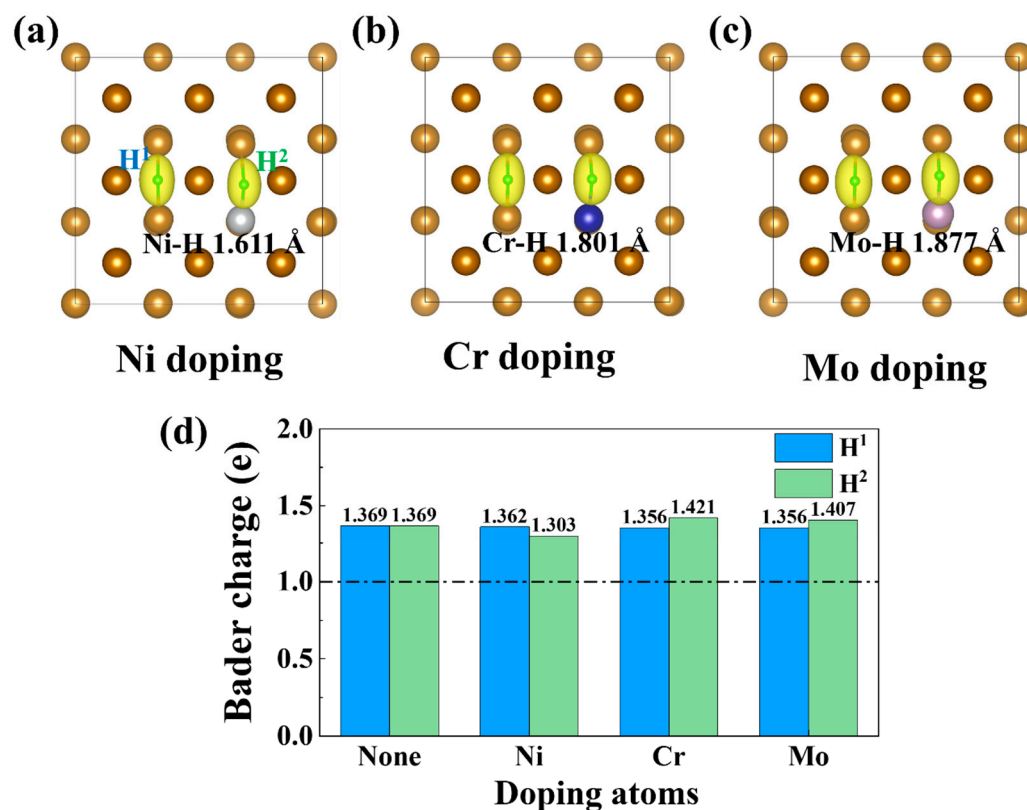 (a)
(b)
(c)
H¹
H²
Ni-H 1.611 Å
Cr-H 1.801 Å
Mo-H 1.877 Å
Ni doping
Cr doping
Mo doping
(d)
Bader charge (e)
2.0
1.5
1.0
0.5
0.0
H¹
H²
1.369 1.369
1.362 1.303
1.356 1.421
1.356 1.407
None Ni Cr Mo
Doping atoms